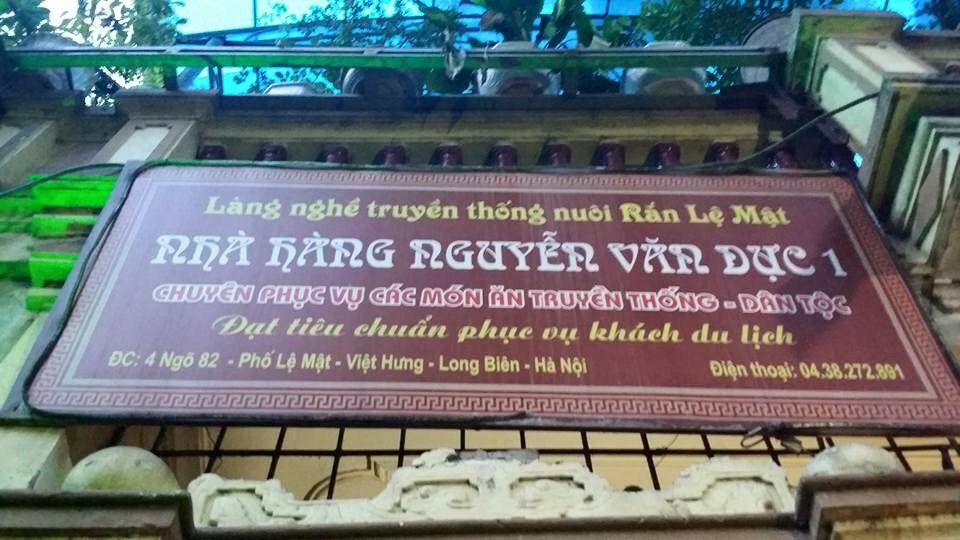 Làng nghề truyền thống nuôi Rắn Lệ Mật
NHÀ HÀNG NGUYỄN VĂN DỰC 1
CHUYÊN PHỤC VỤ CÁC MÓN ĂN TRUYỀN THỐNG - DÂN TỘC
Đạt tiêu chuẩn phục vụ khách du lịch
ĐC: 4 Ngõ 82 - Phố Lệ Mật - Việt Hưng - Long Biên - Hà Nội
Điện thoại: 04.38.272.891